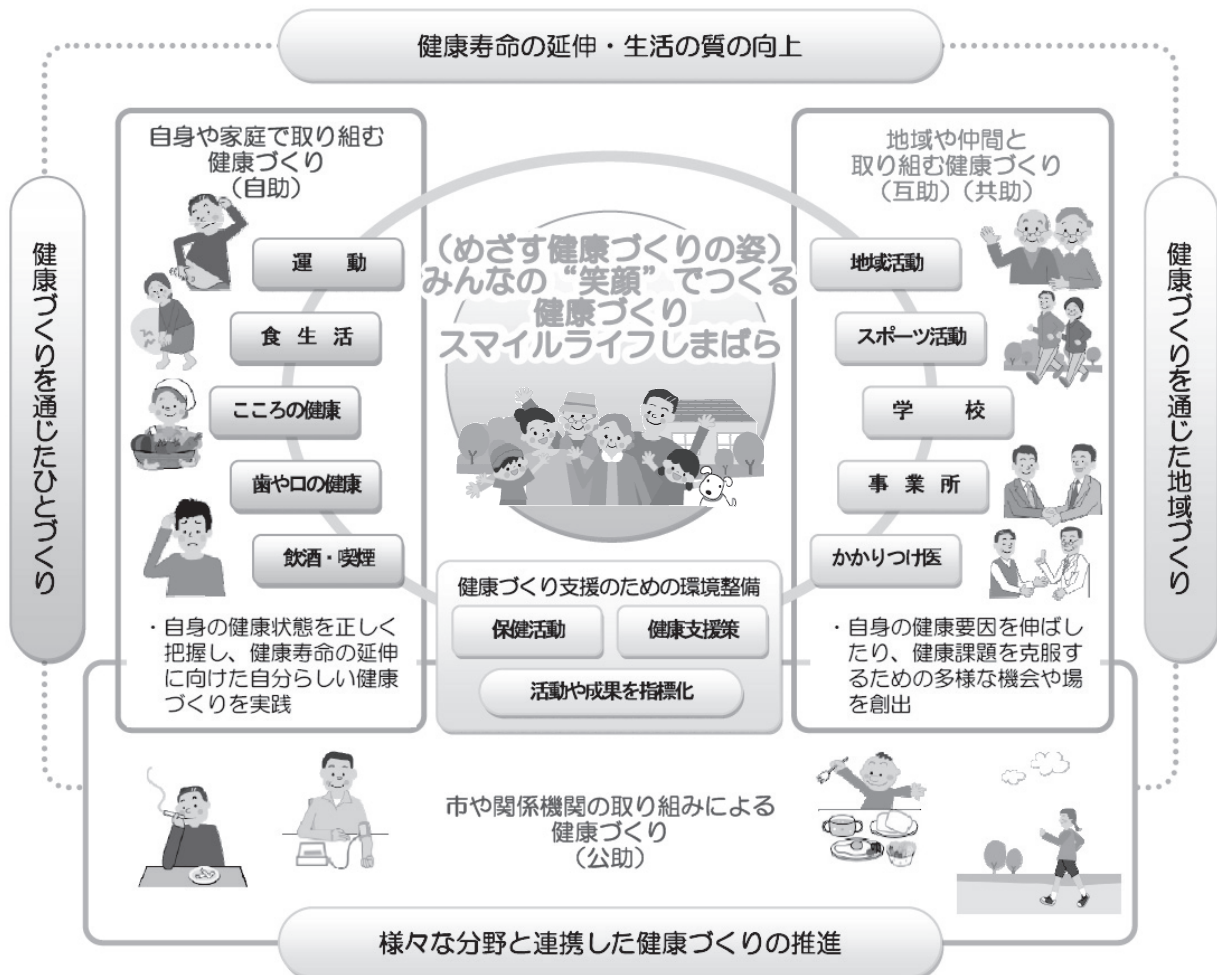 健康寿命の延伸・生活の質の向上
健康づくりを通じたひとづくり
自身や家庭で取り組む
健康づくり
（自助）
運　動
食 生 活
こころの健康
歯や口の健康
飲酒・喫煙
・自身の健康状態を正しく
把握し、健康寿命の延伸
に向けた自分らしい健康
づくりを実践
（めざす健康づくりの姿）
みんなの“笑顔”でつくる
健康づくり
スマイルライフしまばら
健康づくり支援のための環境整備
保健活動
健康支援策
活動や成果を指標化
地域や仲間と
取り組む健康づくり
（互助）（共助）
地域活動
スポーツ活動
学　校
事 業 所
かかりつけ医
・自身の健康要因を伸ばし
たり、健康課題を克服す
るための多様な機会や場
を創出
健康づくりを通じた地域づくり
市や関係機関の取り組みによる
健康づくり
（公助）
様々な分野と連携した健康づくりの推進